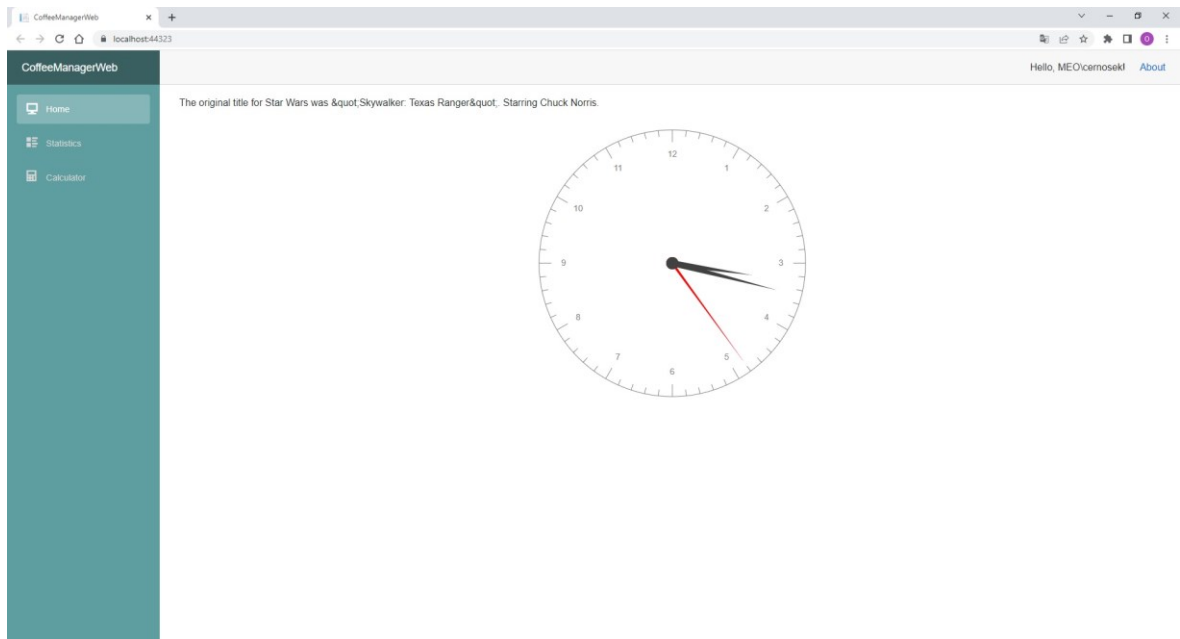 CoffeeManagerWeb
localhost:44323
CoffeeManagerWeb
Hello, MEO\cernosekf About
Home
The original title for Star Wars was &quot;Skywalker: Texas Ranger&quot;. Starring Chuck Norris.
Statistics
Calculator
12
11 1
10 2
9 3
8 4
7 5
6